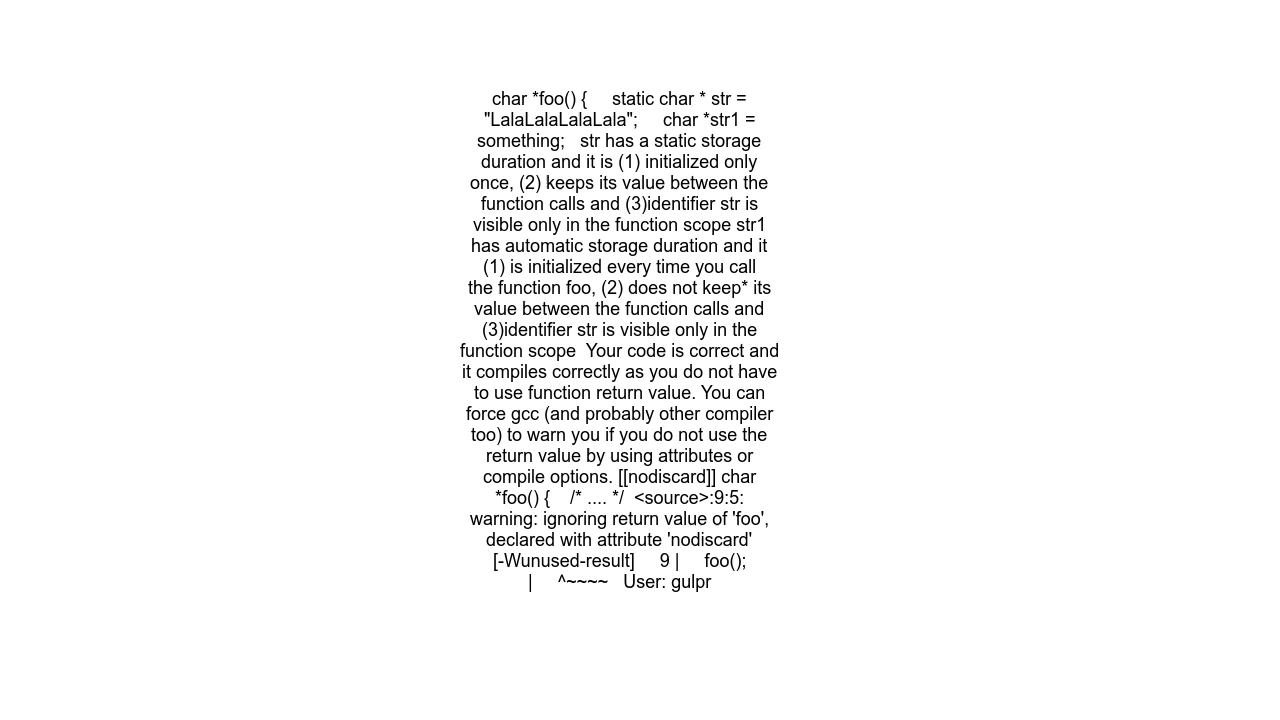 char *foo() {     static char * str =
"LalaLalaLalaLala";     char *str1 =
something;   str has a static storage
duration and it is (1) initialized only
once, (2) keeps its value between the
function calls and (3)identifier str is
visible only in the function scope str1
has automatic storage duration and it
(1) is initialized every time you call
the function foo, (2) does not keep* its
value between the function calls and
(3)identifier str is visible only in the
function scope  Your code is correct and
it compiles correctly as you do not have
to use function return value. You can
force gcc (and probably other compiler
too) to warn you if you do not use the
return value by using attributes or
compile options. [[nodiscard]] char
*foo() {    /* .... */  <source>:9:5:
warning: ignoring return value of 'foo',
declared with attribute 'nodiscard'
[-Wunused-result]     9 |     foo();
|     ^~~~~   User: gulpr